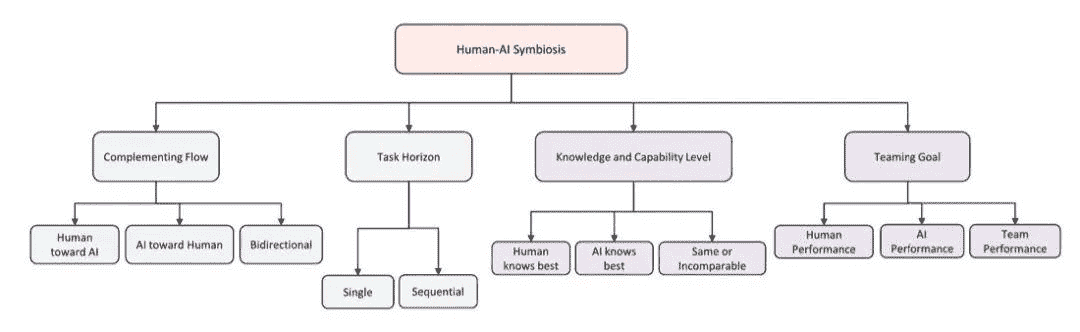 Human-AI Symbiosis
Complementing Flow
Task Horizon
Knowledge and Capability Level
Teaming Goal
Human
toward AI
AI toward Human
Bidirectional
Single
Sequential
Human
knows best
AI knows
best
Same or
Incomparable
Human
Performance
AI
Performance
Team
Performance